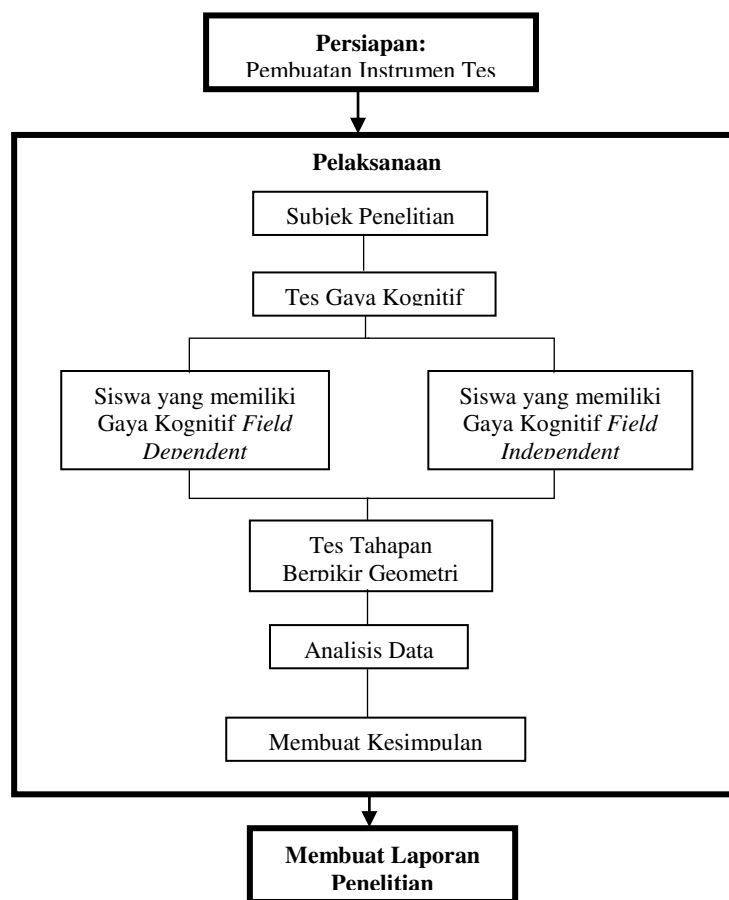 Persiapan:
Pembuatan Instrumen Tes
Pelaksanaan
Subjek Penelitian
Tes Gaya Kognitif
Siswa yang memiliki
Gaya Kognitif Field
Dependent
Siswa yang memiliki
Gaya Kognitif Field
Independent
Tes Tahapan
Berpikir Geometri
Analisis Data
Membuat Kesimpulan
Membuat Laporan
Penelitian